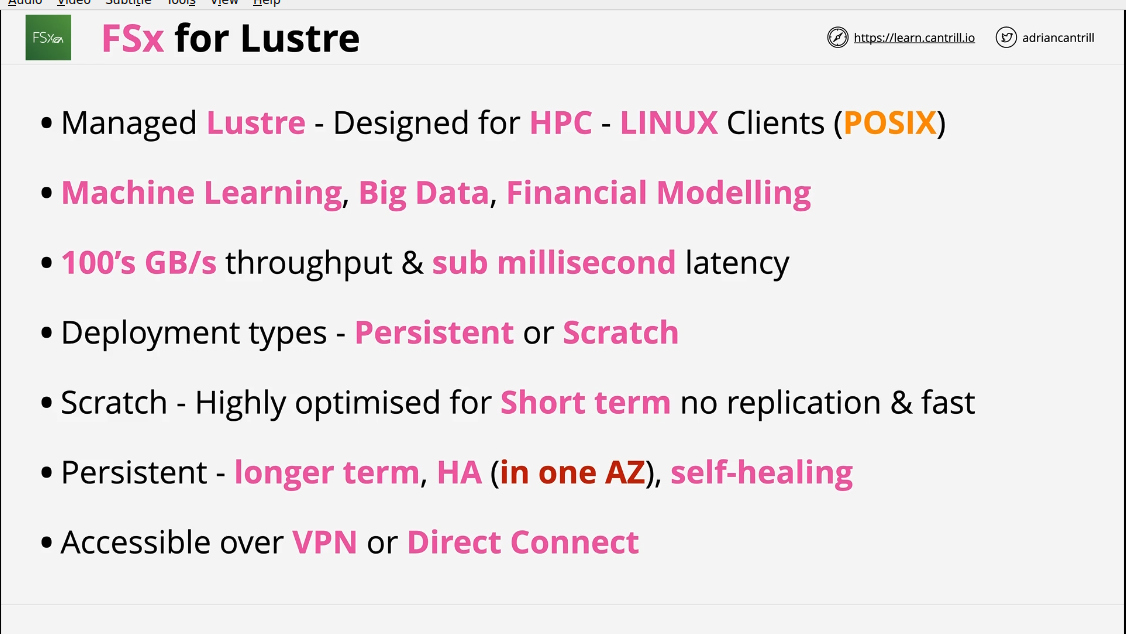 Audio Video Subtitle Tools View Help
FSx for Lustre
https://learn.cantrill.io adriancantrill
• Managed Lustre - Designed for HPC - LINUX Clients (POSIX)
• Machine Learning, Big Data, Financial Modelling
• 100’s GB/s throughput & sub millisecond latency
• Deployment types - Persistent or Scratch
• Scratch - Highly optimised for Short term no replication & fast
• Persistent - longer term, HA (in one AZ), self-healing
• Accessible over VPN or Direct Connect